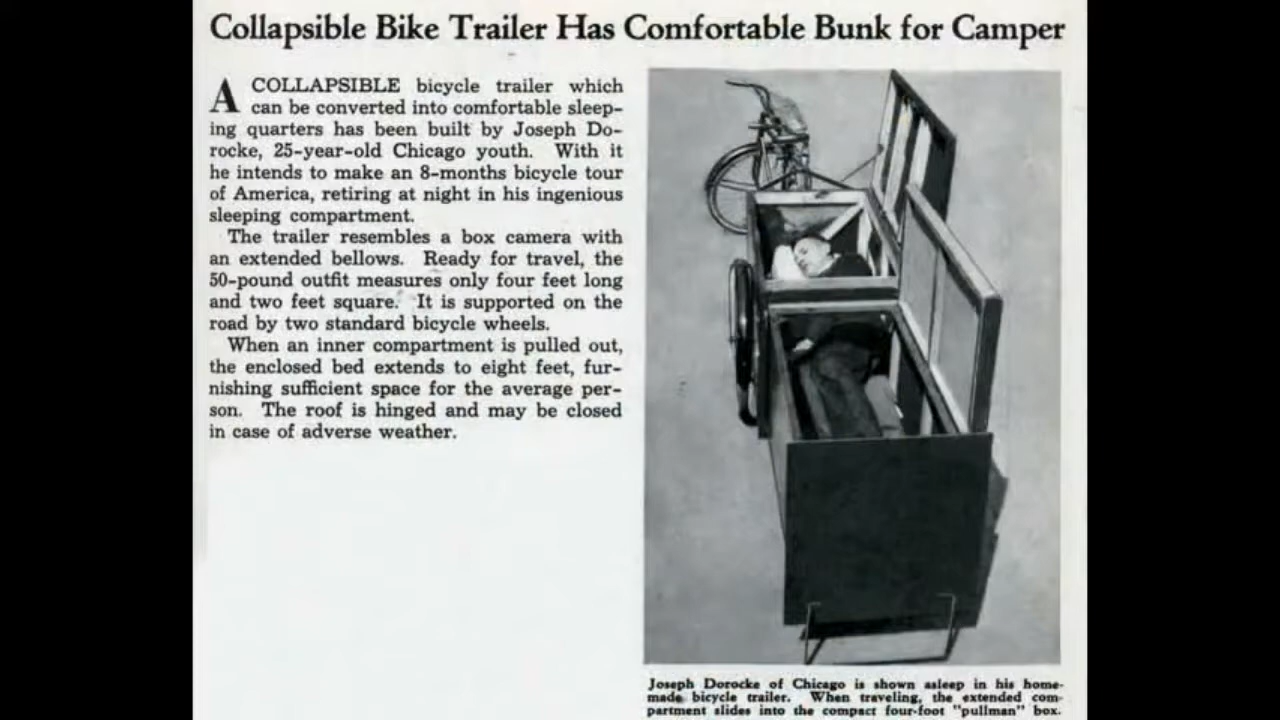 Collapsible Bike Trailer Has Comfortable Bunk for Camper
A COLLAPSIBLE bicycle trailer which
can be converted into comfortable sleep-
ing quarters has been built by Joseph Do-
rocke, 25-year-old Chicago youth. With it
he intends to make an 8-months bicycle tour
of America, retiring at night in his ingenious
sleeping compartment.
The trailer resembles a box camera with
an extended bellows. Ready for travel, the
50-pound outfit measures only four feet long
and two feet square. It is supported on the
road by two standard bicycle wheels.
When an inner compartment is pulled out,
the enclosed bed extends to eight feet, fur-
nishing sufficient space for the average per-
son. The roof is hinged and may be closed
in case of adverse weather.
Joseph Dorocke of Chicago is shown asleep in his home-
made bicycle trailer. When traveling, the extended com-
partment slides into the compact four-foot "pullman" box.